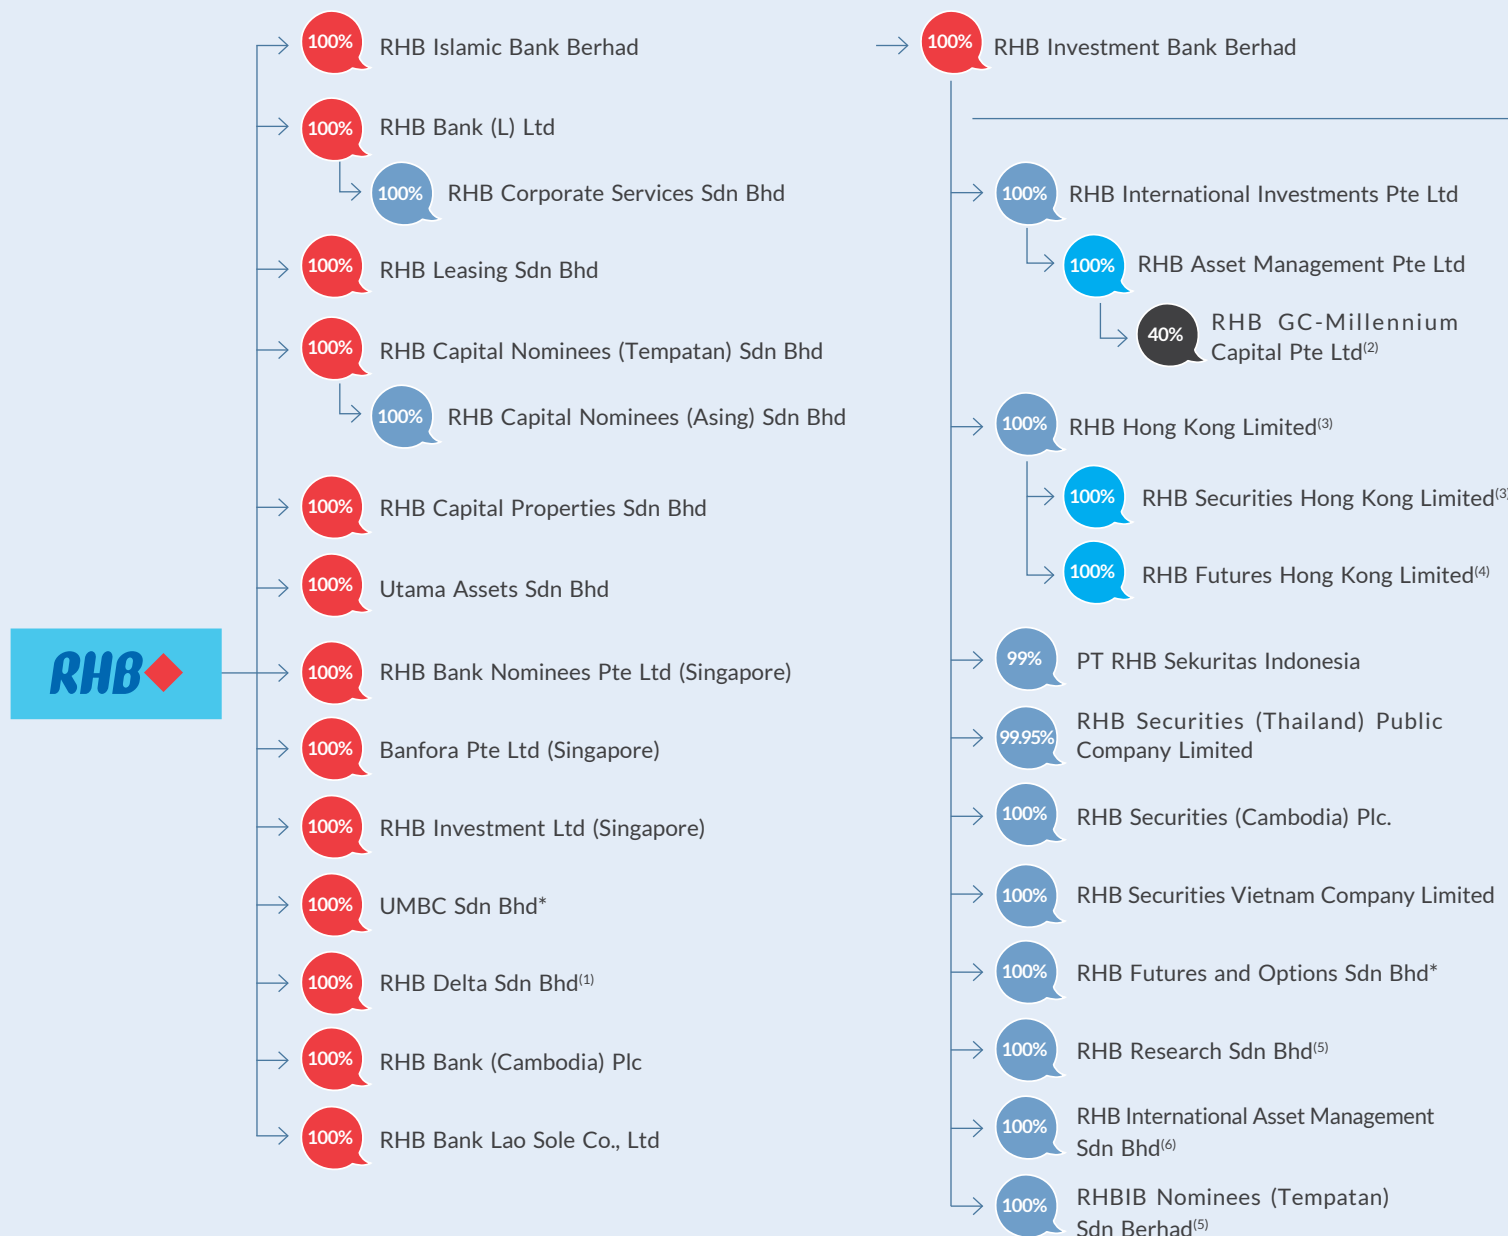 RHB
100% RHB Islamic Bank Berhad
100% RHB Bank (L) Ltd
100% RHB Corporate Services Sdn Bhd
100% RHB Leasing Sdn Bhd
100% RHB Capital Nominees (Tempatan) Sdn Bhd
100% RHB Capital Nominees (Asing) Sdn Bhd
100% RHB Capital Properties Sdn Bhd
100% Utama Assets Sdn Bhd
100% RHB Bank Nominees Pte Ltd (Singapore)
100% Banfora Pte Ltd (Singapore)
100% RHB Investment Ltd (Singapore)
100% UMBC Sdn Bhd*
100% RHB Delta Sdn Bhd(1)
100% RHB Bank (Cambodia) Plc
100% RHB Bank Lao Sole Co., Ltd
100% RHB Investment Bank Berhad
100% RHB International Investments Pte Ltd
100% RHB Asset Management Pte Ltd
40% RHB GC-Millennium
Capital Pte Ltd(2)
100% RHB Hong Kong Limited(3)
100% RHB Securities Hong Kong Limited(3)
100% RHB Futures Hong Kong Limited(4)
99% PT RHB Sekuritas Indonesia
99.95% RHB Securities (Thailand) Public
Company Limited
100% RHB Securities (Cambodia) Plc.
100% RHB Securities Vietnam Company Limited
100% RHB Futures and Options Sdn Bhd*
100% RHB Research Sdn Bhd(5)
100% RHB International Asset Management
Sdn Bhd(6)
100% RHBIB Nominees (Tempatan)
Sdn Berhad(5)